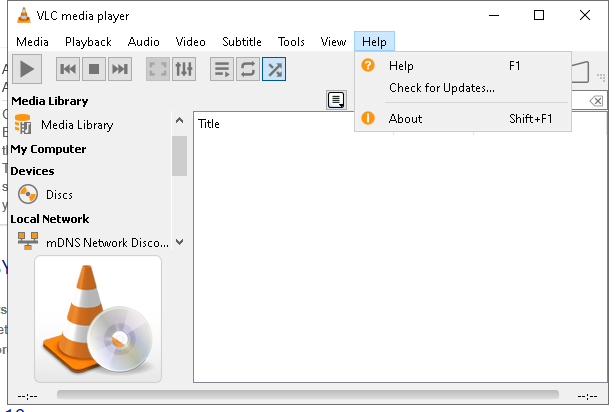 VLC media player
Media Playback Audio Video Subtitle Tools View Help
Help F1
Check for Updates...
About Shift+F1
Media Library
Media Library
My Computer
Devices
Discs
Local Network
mDNS Network Disco...
Title
--:-- --:--